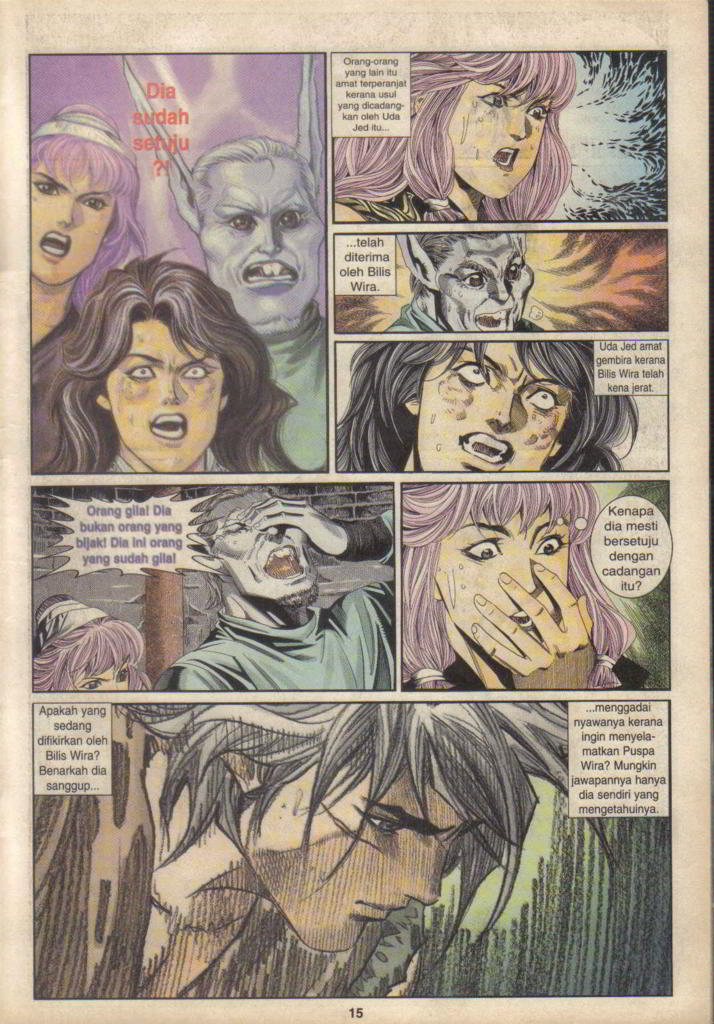 Dia
sudah
setuju
?!
Orang-orang
yang lain itu
amat terperanjat
kerana usul
yang dicadang-
kan oleh Uda
Jed itu...
...telah
diterima
oleh Bilis
Wira.
Uda Jed amat
gembira kerana
Bilis Wira telah
kena jerat.
Orang gila! Dia
bukan orang yang
bijak! Dia ini orang
yang sudah gila!
Kenapa
dia mesti
bersetuju
dengan
cadangan
itu?
Apakah yang
sedang
difikirkan oleh
Bilis Wira?
Benarkah dia
sanggup...
...menggadai
nyawanya kerana
ingin menyela-
matkan Puspa
Wira? Mungkin
jawapannya hanya
dia sendiri yang
mengetahuinya.
15